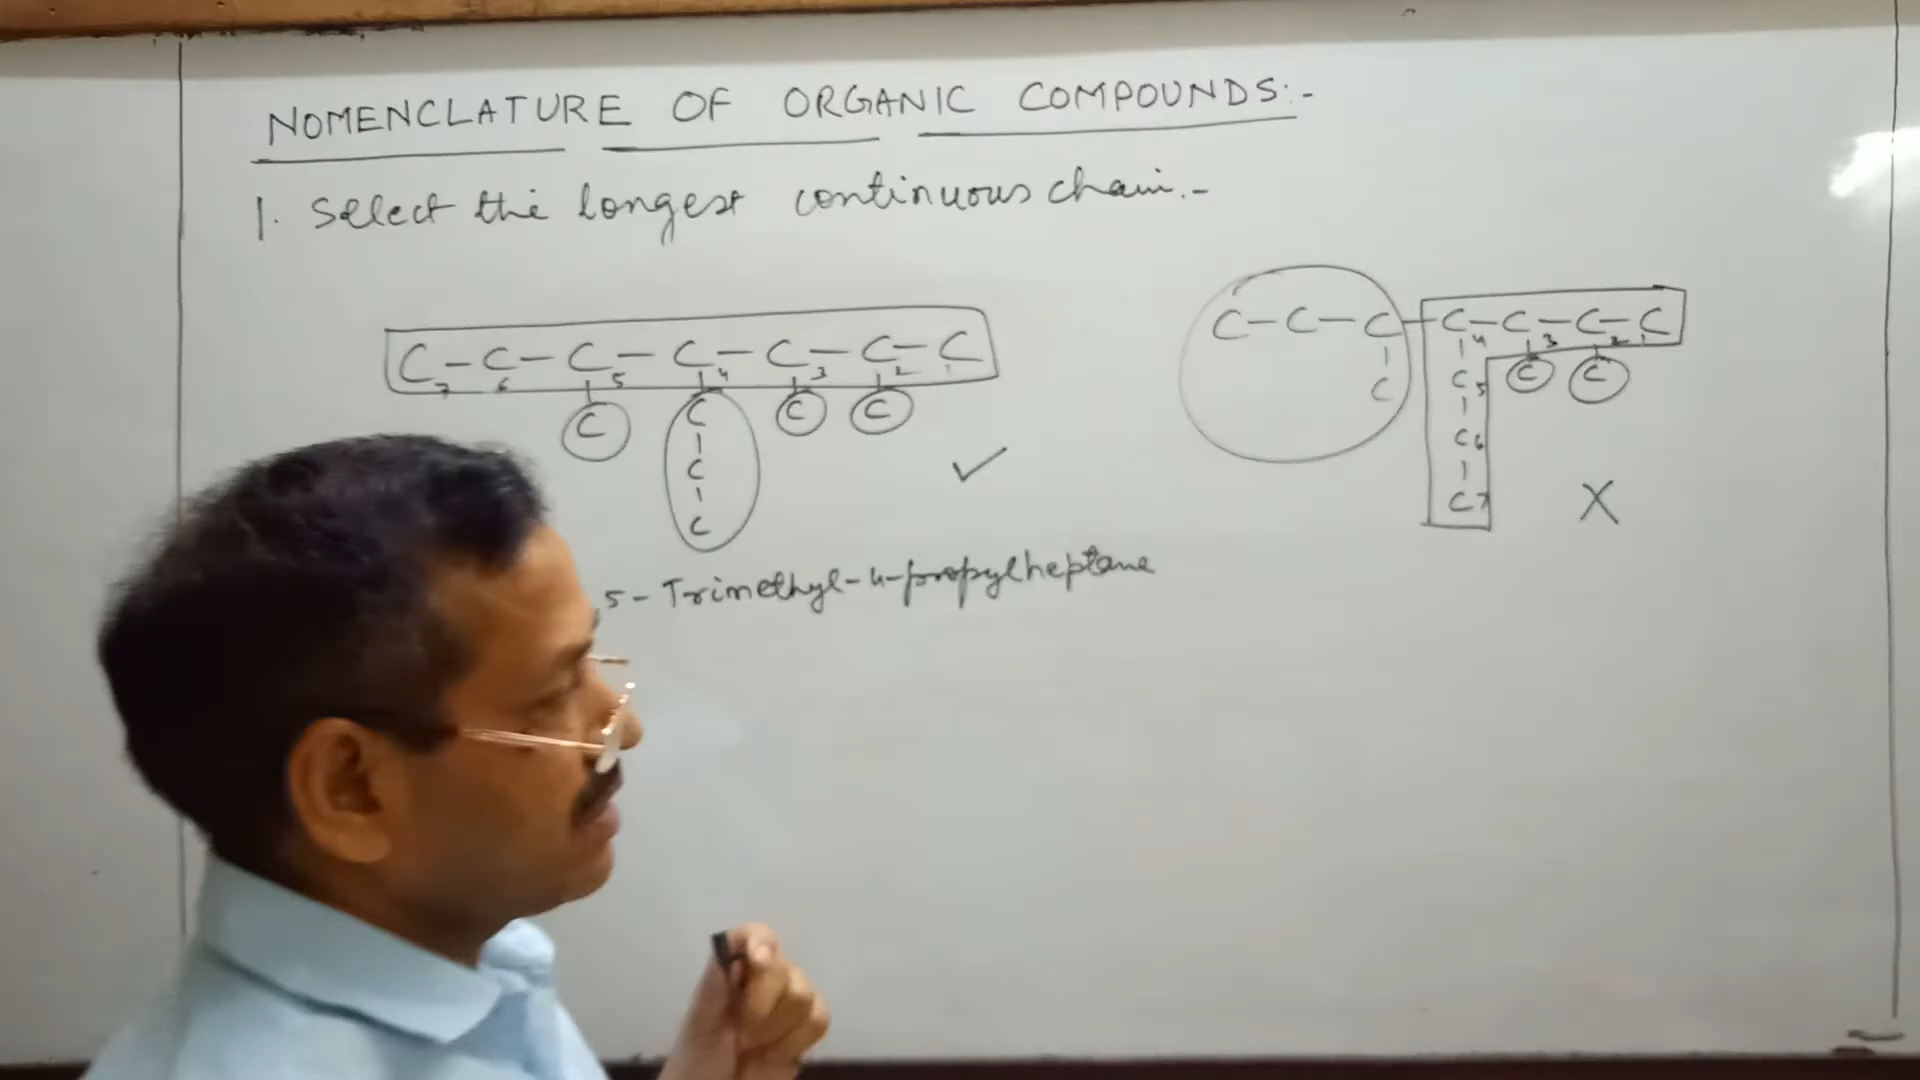 NOMENCLATURE OF ORGANIC COMPOUNDS:-
1. Select the longest continuous chain.-
C-C-C-C-C-C-C
7 6 5 4 3 2 1
C C C C
C
C
,5-Trimethyl-4-propylheptane
✓
C-C-C-C-C-C-C
4 3 2 1
C C5 C C
C6
C7
X